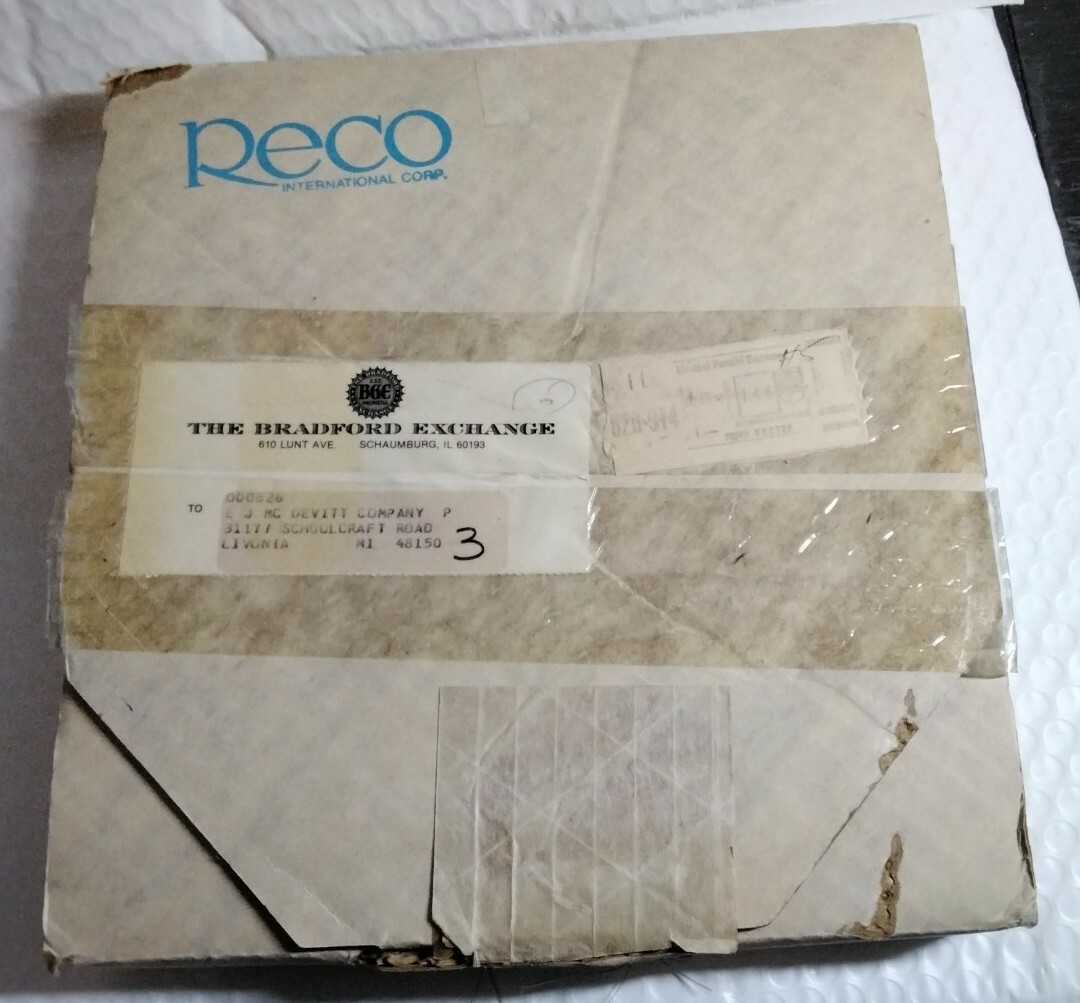 Reco
INTERNATIONAL CORP.
B&E
THE BRADFORD EXCHANGE
610 LUNT AVE. SCHAUMBURG, IL 60193
TO
000826
E J MC DEVITT COMPANY P
31177 SCHOOLCRAFT ROAD
LIVONIA MI 48150
3